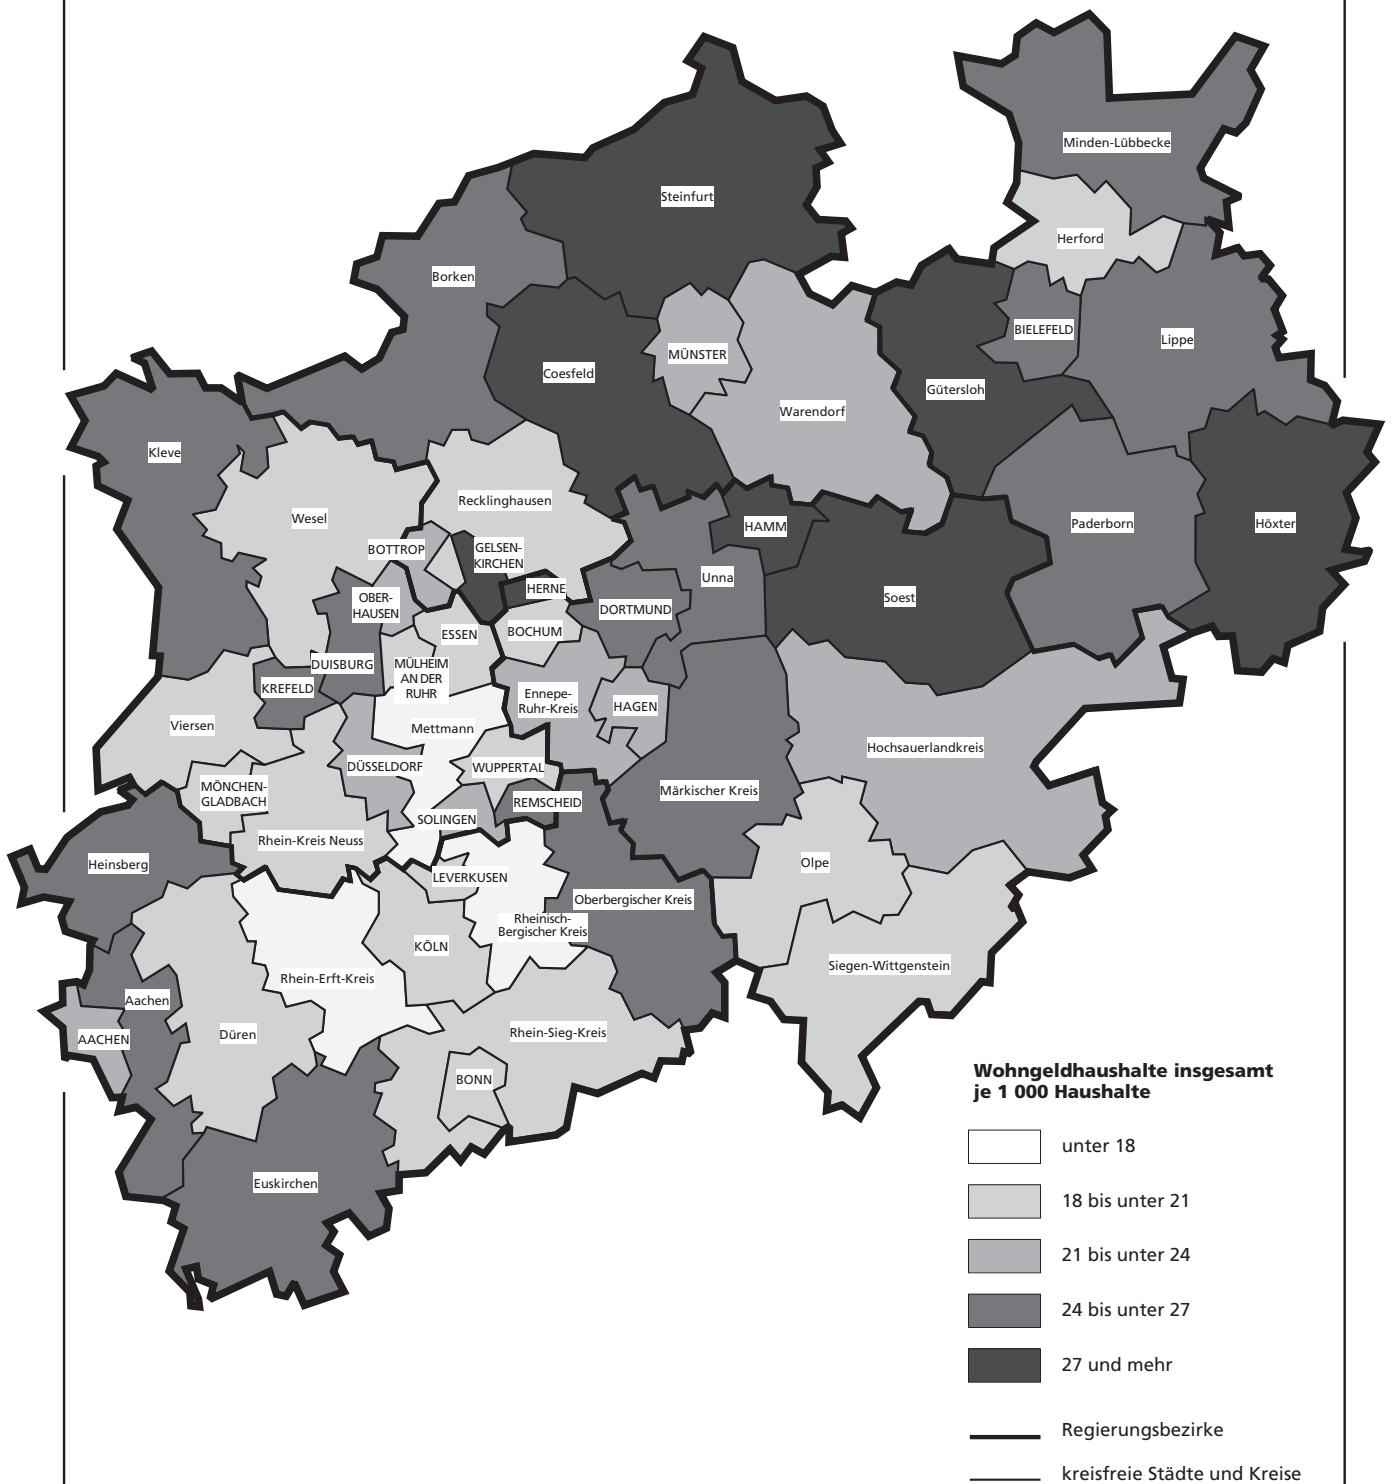 Minden-Lübbecke
Steinfurt
Herford
Borken
BIELEFELD
Lippe
MÜNSTER
Coesfeld
Gütersloh
Warendorf
Kleve
Recklinghausen
Wesel
HAMM
Paderborn
Höxter
BOTTROP
GELSEN-
KIRCHEN
Unna
HERNE
Soest
OBER-
HAUSEN
DORTMUND
ESSEN
BOCHUM
DUISBURG
MÜLHEIM
AN DER
RUHR
KREFELD
Ennepe-
Ruhr-Kreis
HAGEN
Viersen
Mettmann
Hochsauerlandkreis
DÜSSELDORF
WUPPERTAL
MÖNCHEN-
GLADBACH
Märkischer Kreis
REMSCHEID
SOLINGEN
Rhein-Kreis Neuss
Heinsberg
Olpe
LEVERKUSEN
Oberbergischer Kreis
Rheinisch-
Bergischer Kreis
KÖLN
Siegen-Wittgenstein
Rhein-Erft-Kreis
Aachen
Rhein-Sieg-Kreis
Düren
AACHEN
BONN
Euskirchen
Wohngeldhaushalte insgesamt
je 1 000 Haushalte
unter 18
18 bis unter 21
21 bis unter 24
24 bis unter 27
27 und mehr
Regierungsbezirke
kreisfreie Städte und Kreise